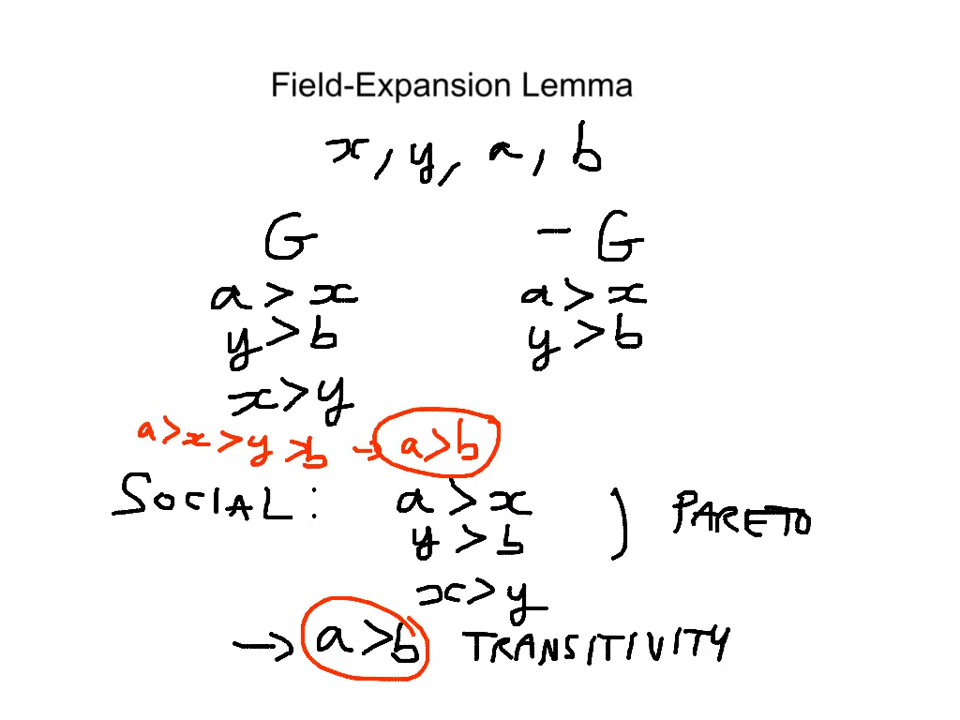 Field-Expansion Lemma
x, y, a, b
G - G
a > x a > x
y > b y > b
x > y
a > x > y > b → a > b
SOCIAL : a > x
y > b ) PARETO
x > y
→ a > b TRANSITIVITY